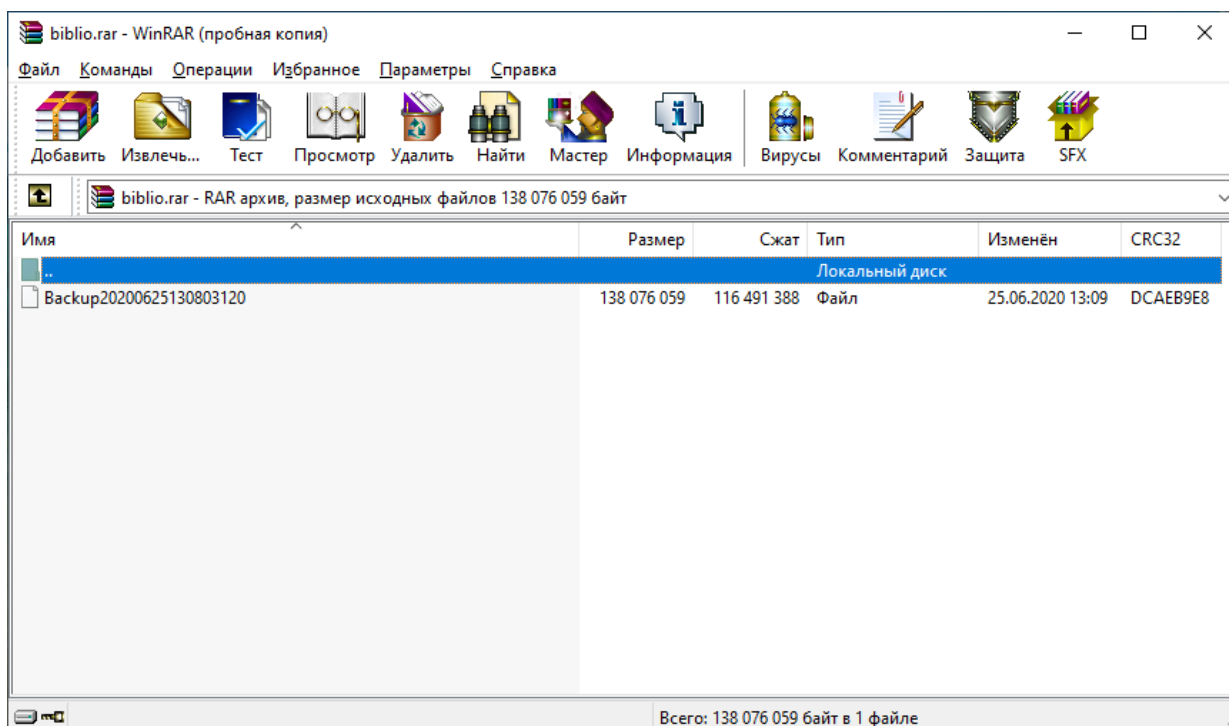 biblio.rar - WinRAR (пробная копия)
Файл Команды Операции Избранное Параметры Справка
Добавить Извлечь... Тест Просмотр Удалить Найти Мастер Информация Вирусы Комментарий Защита SFX
biblio.rar - RAR архив, размер исходных файлов 138 076 059 байт
Имя Размер Сжат Тип Изменён CRC32
.. Локальный диск
Backup20200625130803120 138 076 059 116 491 388 Файл 25.06.2020 13:09 DCAEB9E8
Всего: 138 076 059 байт в 1 файле